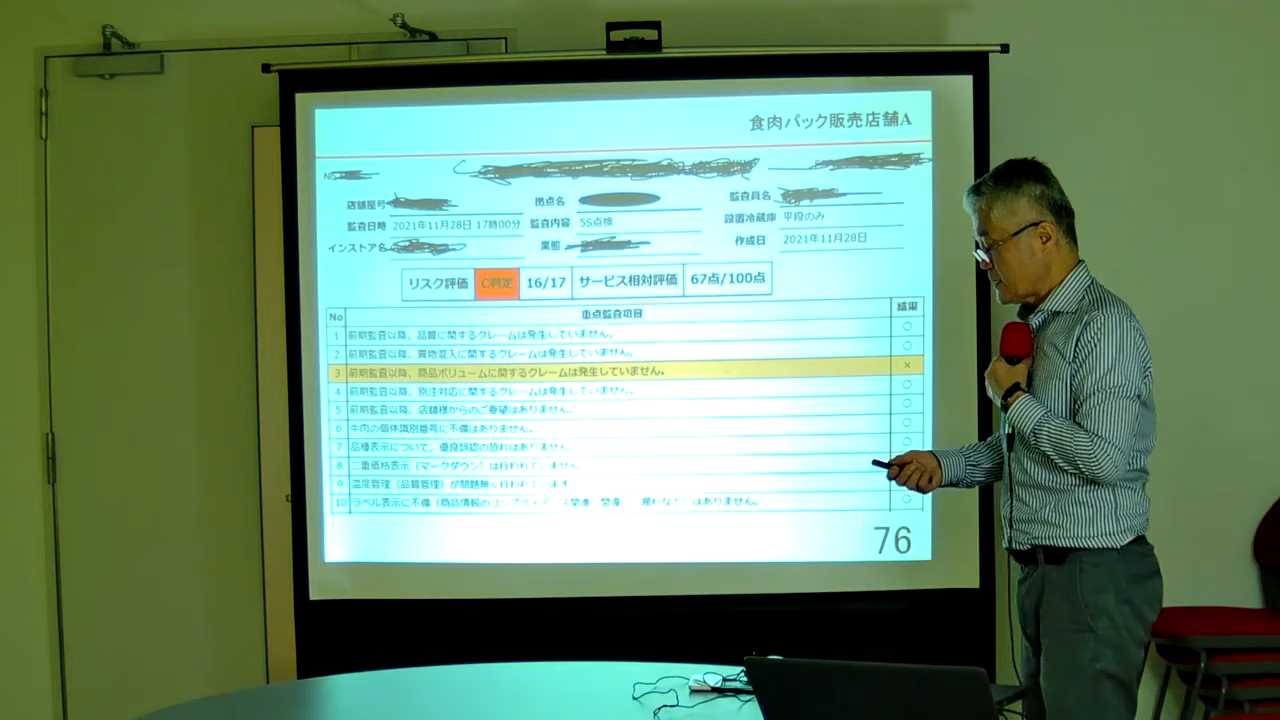 食肉パック販売店舗A
No
店舗屋号 拠点名 監査員名
監査日時 2021年11月28日 17時00分 監査内容 5S点検 設置冷蔵庫 平段のみ
インストア名 業態 作成日 2021年11月28日
リスク評価 C判定 16/17 サービス相対評価 67点/100点
No 重点監査項目 結果
1 前期監査以降、品質に関するクレームは発生していません。 ○
2 前期監査以降、異物混入に関するクレームは発生していません。 ○
3 前期監査以降、商品ボリュームに関するクレームは発生していません。 ×
4 前期監査以降、別注対応に関するクレームは発生していません。 ○
5 前期監査以降、店舗様からのご要望はありません。 ○
6 牛肉の個体識別番号に不備はありません。 ○
7 品種表示について、優良誤認の恐れはありません。 ○
8 二重価格表示（マークダウン）は行われていません。
9 温度管理（品質管理）が問題無く行われています
10 ラベル表示に不備（商品情報の はありません。 ○
76